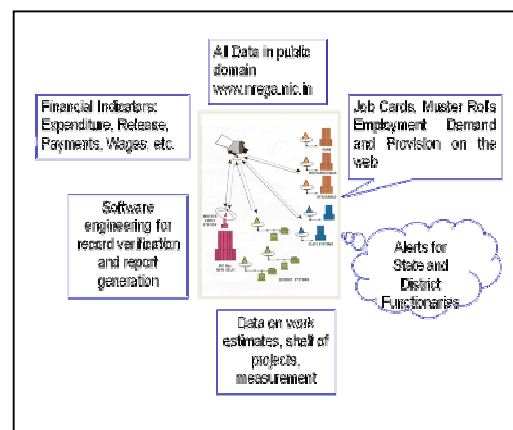 All Data in public
domain
www.nrega.nic.in
Financial Indicators:
Expenditure, Release,
Payments, Wages, etc.
Job Cards, Muster Rolls
Employment Demand
and Provision on the
web
Software
engineering for
record verification
and report
generation
Alerts for
State and
District
Functionaries
Data on work
estimates, shelf of
projects,
measurement